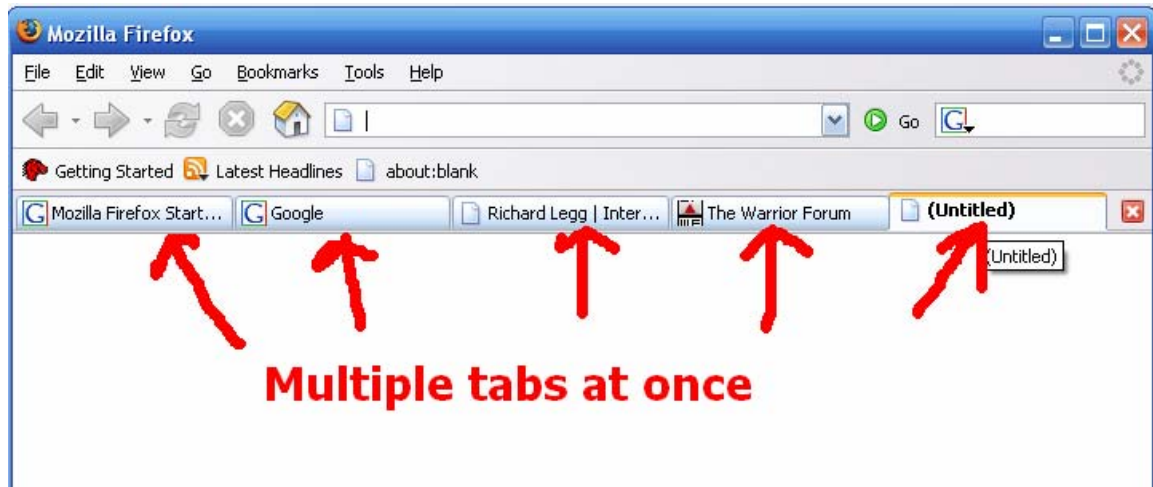 Mozilla Firefox
File Edit View Go Bookmarks Tools Help
Go G
Getting Started Latest Headlines about:blank
G Mozilla Firefox Start... G Google Richard Legg | Inter... The Warrior Forum (Untitled)
(Untitled)
Multiple tabs at once